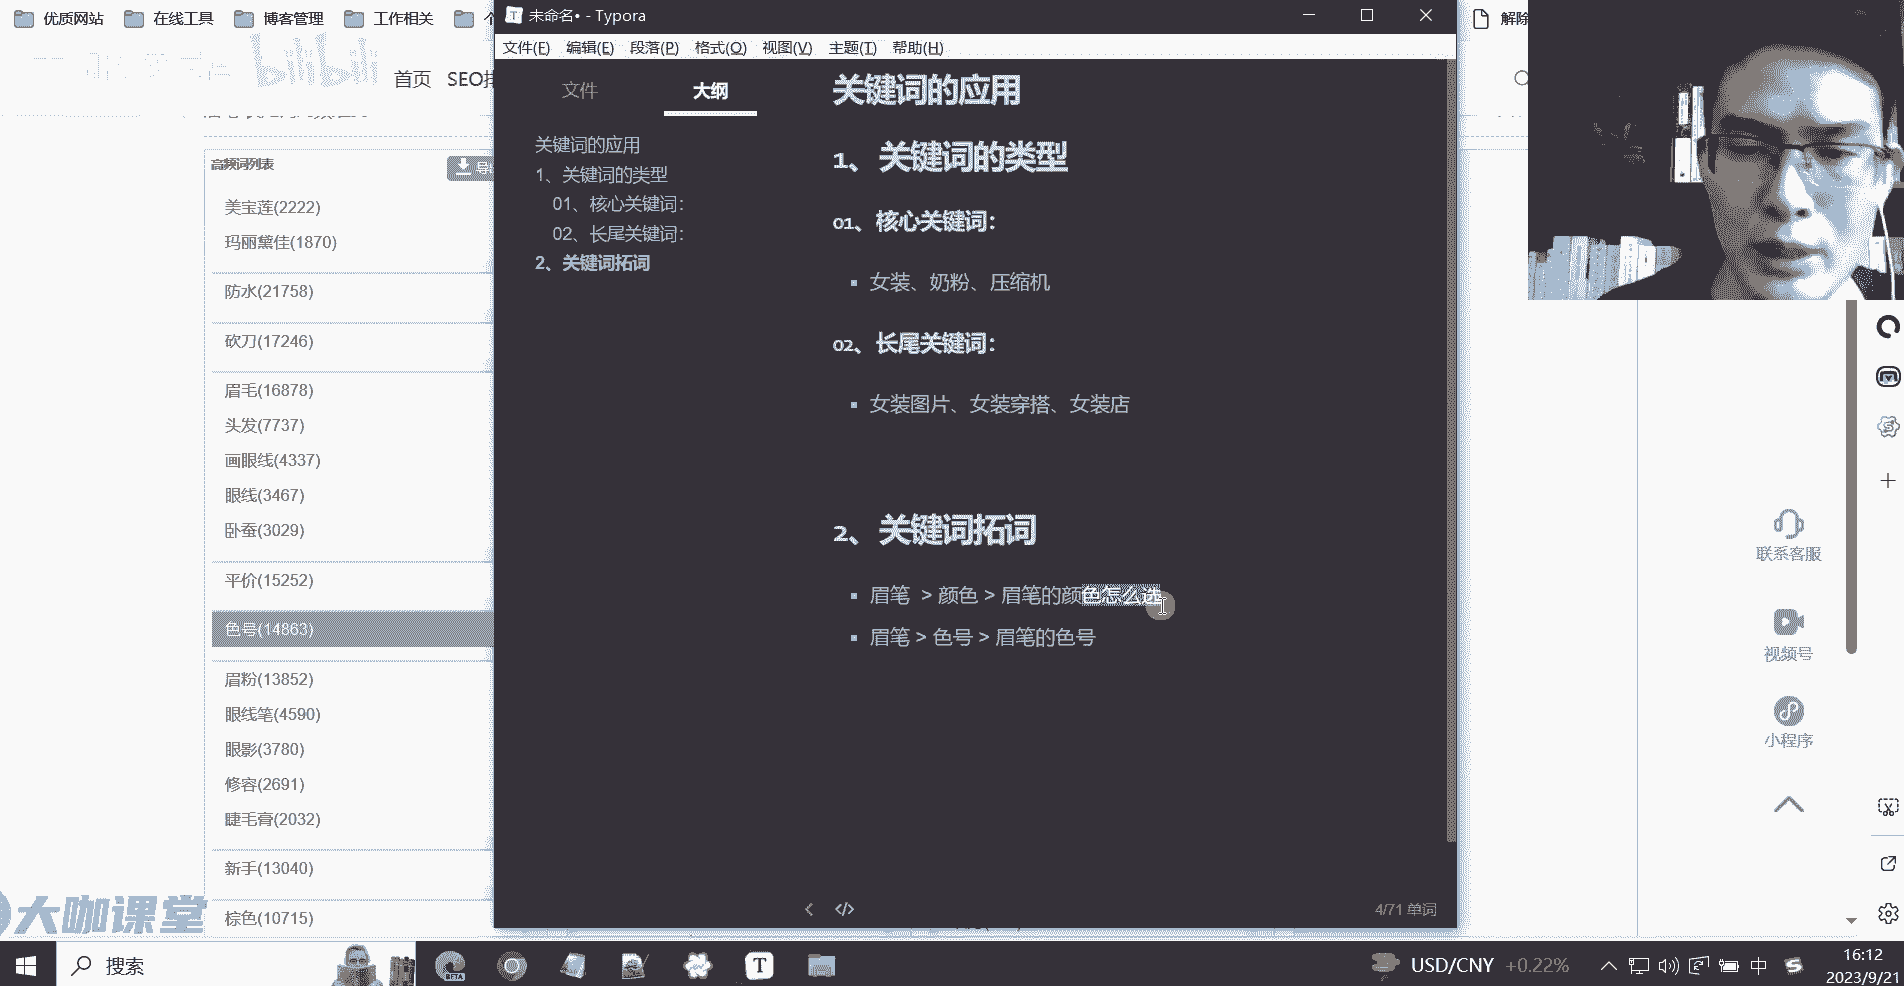 优质网站
在线工具
博客管理
工作相关
bilibili
首页
高频词列表
美宝莲(2222)
玛丽黛佳(1870)
防水(21758)
砍刀(17246)
眉毛(16878)
头发(7737)
画眼线(4337)
眼线(3467)
卧蚕(3029)
平价(15252)
色号(14863)
眉粉(13852)
眼线笔(4590)
眼影(3780)
修容(2691)
睫毛膏(2032)
新手(13040)
棕色(10715)
大咖课堂
未命名• - Typora
文件(F) 编辑(E) 段落(P) 格式(O) 视图(V) 主题(T) 帮助(H)
文件 大纲
关键词的应用
1、关键词的类型
01、核心关键词：
02、长尾关键词：
2、关键词拓词
关键词的应用
1、 关键词的类型
01、核心关键词：
女装、奶粉、压缩机
02、长尾关键词：
女装图片、女装穿搭、女装店
2、 关键词拓词
眉笔 > 颜色 > 眉笔的颜色怎么选
眉笔 > 色号 > 眉笔的色号
4/71 单词
解除
联系客服
视频号
小程序
搜索
BETA
USD/CNY +0.22%
中
16:12
2023/9/21